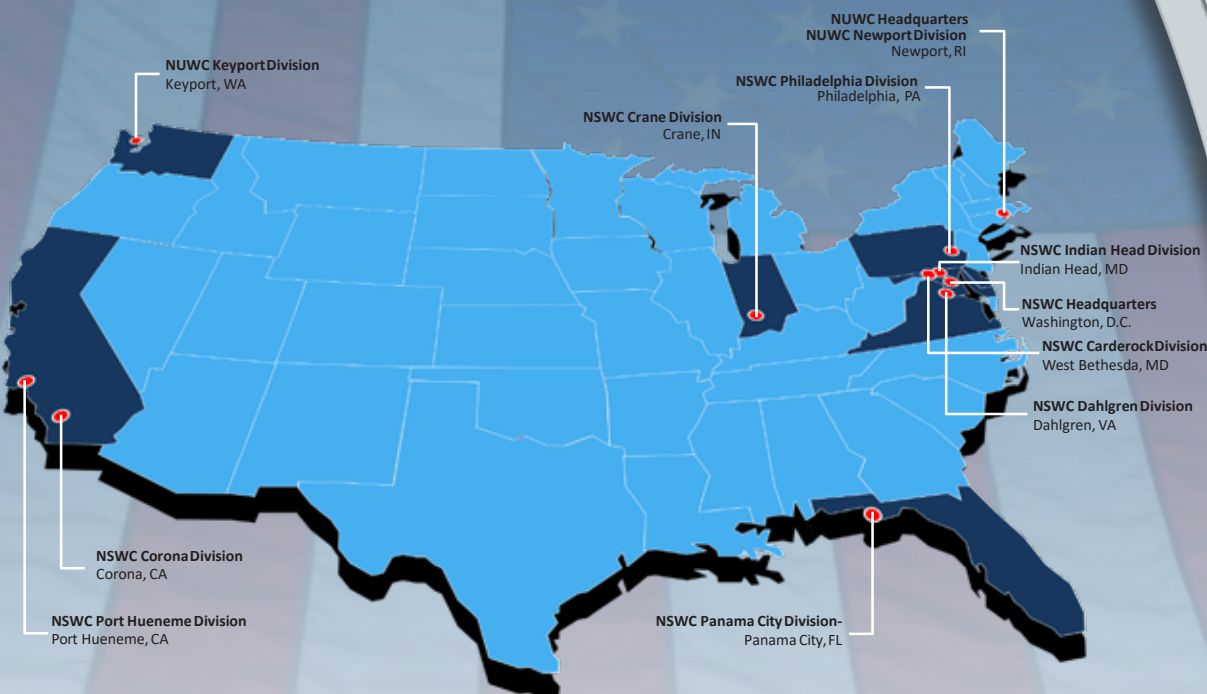 NUWC Headquarters
NUWC Newport Division
Newport, RI
NUWC Keyport Division
Keyport, WA
NSWC Philadelphia Division
Philadelphia, PA
NSWC Crane Division
Crane, IN
NSWC Indian Head Division
Indian Head, MD
NSWC Headquarters
Washington, D.C.
NSWC Carderock Division
West Bethesda, MD
NSWC Dahlgren Division
Dahlgren, VA
NSWC Corona Division
Corona, CA
NSWC Port Hueneme Division
Port Hueneme, CA
NSWC Panama City Division-
Panama City, FL